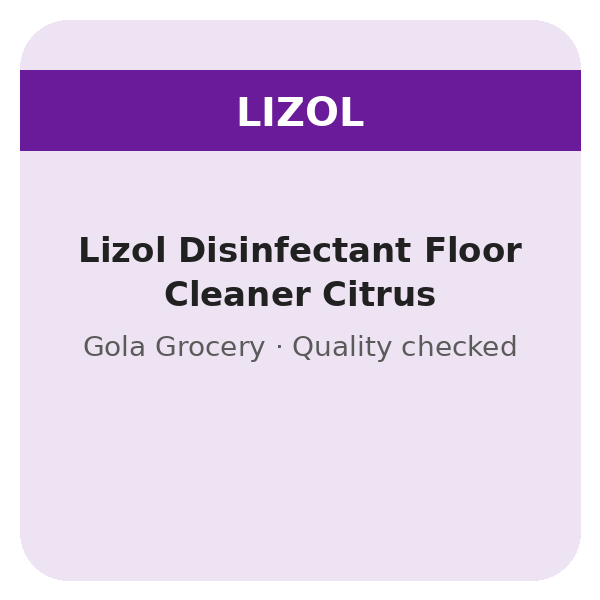 LIZOL
Lizol Disinfectant Floor
Cleaner Citrus
Gola Grocery · Quality checked